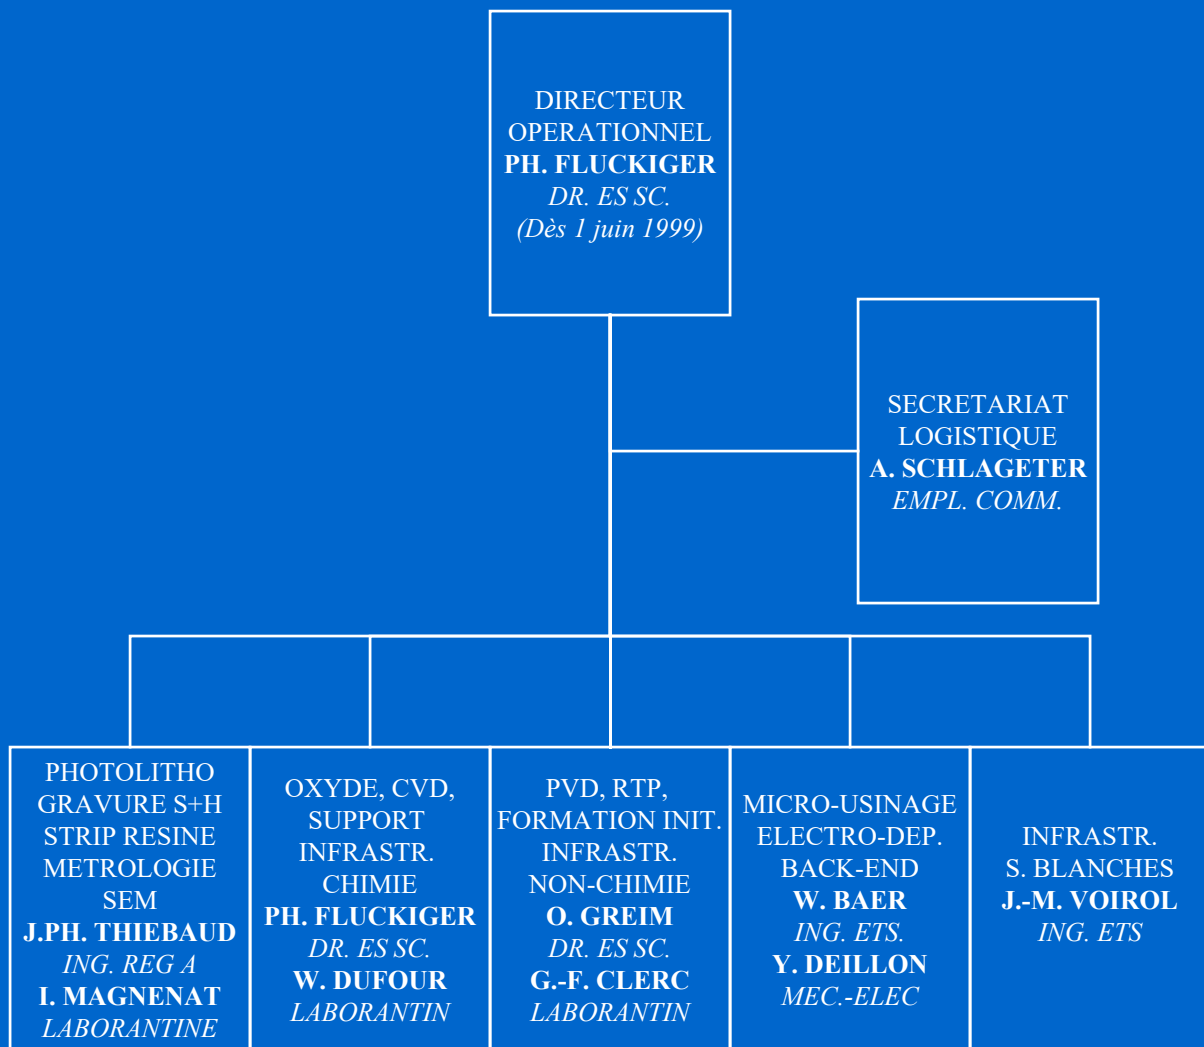 DIRECTEUR
OPERATIONNEL
PH. FLUCKIGER
DR. ES SC.
(Dès 1 juin 1999)
SECRETARIAT
LOGISTIQUE
A. SCHLAGETER
EMPL. COMM.
PHOTOLITHO
GRAVURE S+H
STRIP RESINE
METROLOGIE
SEM
J.PH. THIEBAUD
ING. REG A
I. MAGNENAT
LABORANTINE
OXYDE, CVD,
SUPPORT
INFRASTR.
CHIMIE
PH. FLUCKIGER
DR. ES SC.
W. DUFOUR
LABORANTIN
PVD, RTP,
FORMATION INIT.
INFRASTR.
NON-CHIMIE
O. GREIM
DR. ES SC.
G.-F. CLERC
LABORANTIN
MICRO-USINAGE
ELECTRO-DEP.
BACK-END
W. BAER
ING. ETS.
Y. DEILLON
MEC.-ELEC
INFRASTR.
S. BLANCHES
J.-M. VOIROL
ING. ETS